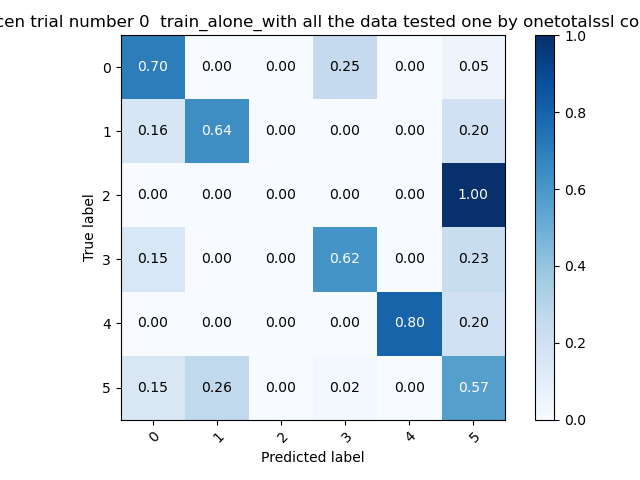 cen trial number 0 train_alone_with all the data tested one by onetotalssl co
1.0
0 0.70 0.00 0.00 0.25 0.00 0.05
0.8
1 0.16 0.64 0.00 0.00 0.00 0.20
2 0.00 0.00 0.00 0.00 0.00 1.00
0.6
True label
3 0.15 0.00 0.00 0.62 0.00 0.23
0.4
4 0.00 0.00 0.00 0.00 0.80 0.20
0.2
5 0.15 0.26 0.00 0.02 0.00 0.57
0.0
0 1 2 3 4 5
Predicted label